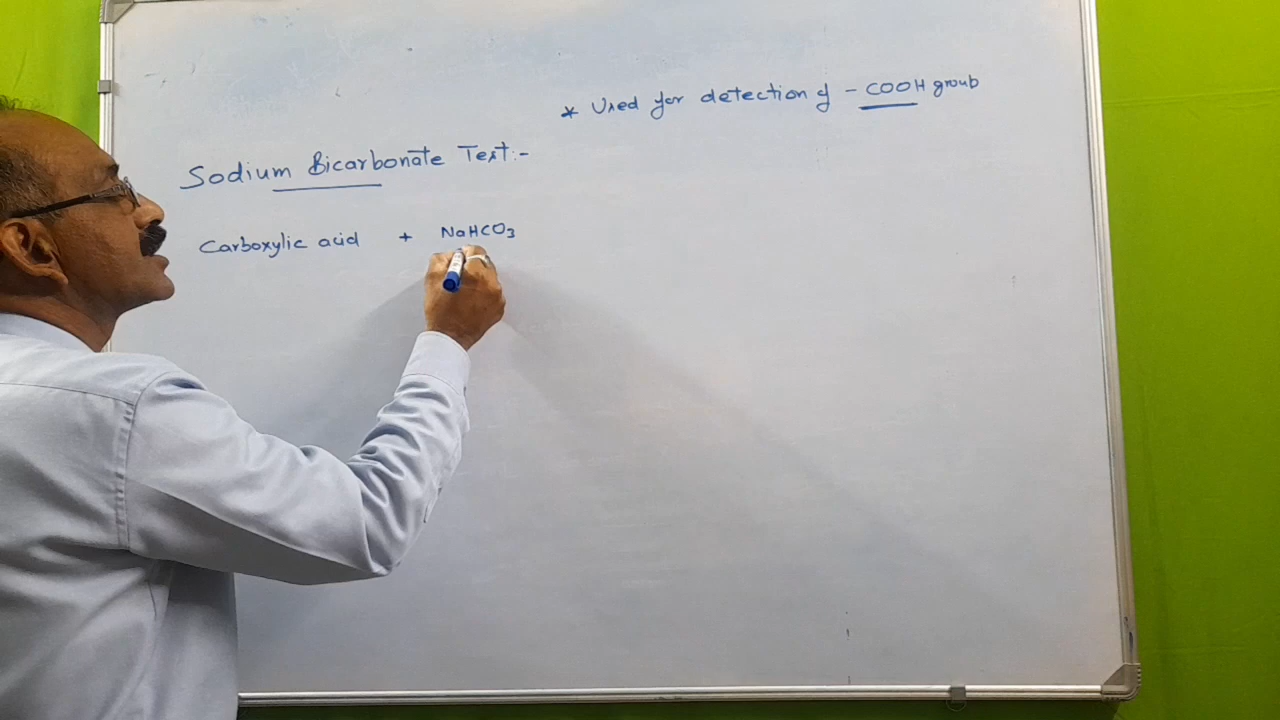 * Used for detection of - COOH group
Sodium Bicarbonate Test:-
Carboxylic acid + NaHCO3